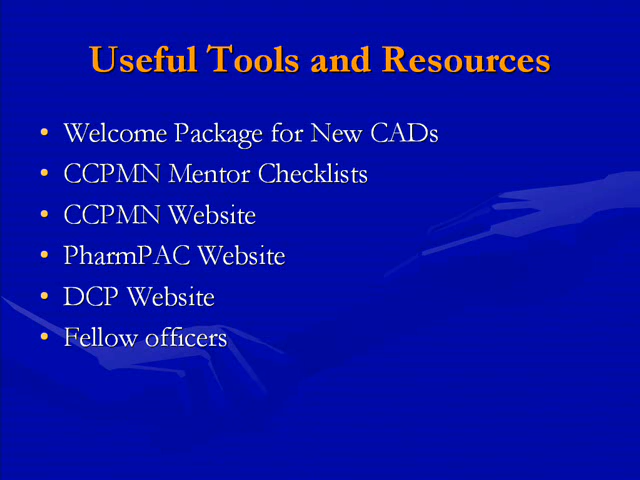 Useful Tools and Resources
• Welcome Package for New CADs
• CCPMN Mentor Checklists
• CCPMN Website
• PharmPAC Website
• DCP Website
• Fellow officers